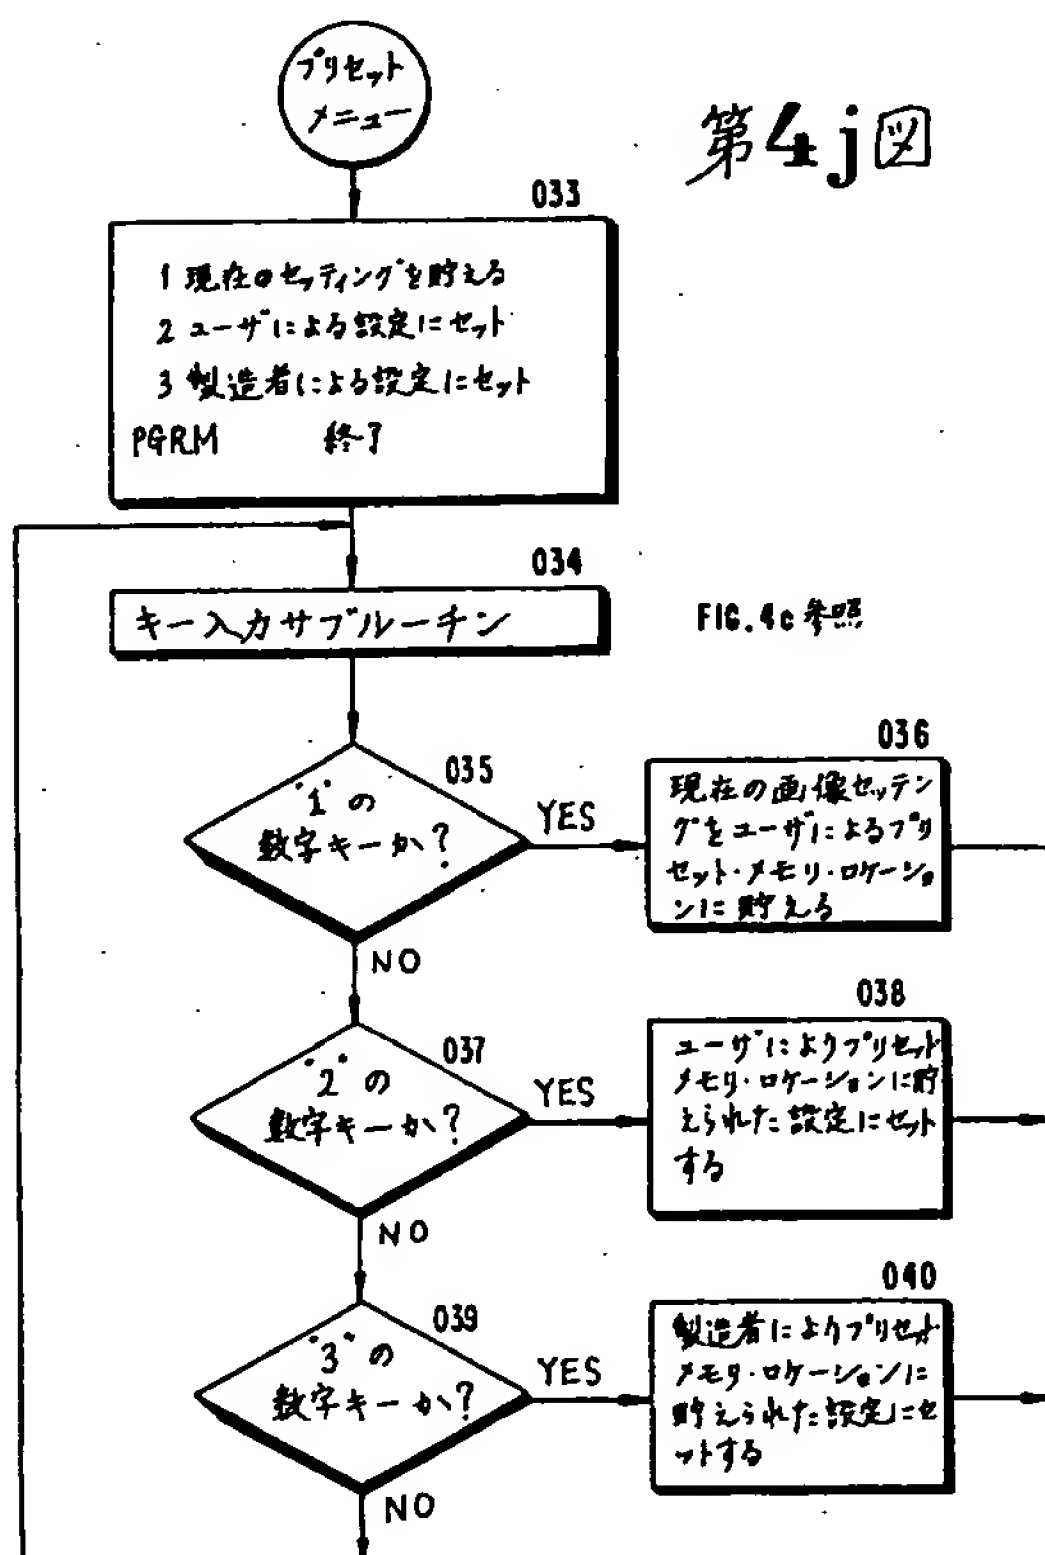 プリセット
メニュー
第4j図
033
1 現在のセッティングを貯える
2 ユーザによる設定にセット
3 製造者による設定にセット
PGRM 終了
034
キー入力サブルーチン
FIG.4c参照
035
"1"の
数字キーか?
YES
NO
036
現在の画像セッテン
グをユーザによるプリ
セット・メモリ・ロケーショ
ンに貯える
037
"2"の
数字キーか?
YES
NO
038
ユーザによりプリセット
メモリ・ロケーションに貯
えられた設定にセット
する
039
"3"の
数字キーか?
YES
NO
040
製造者によりプリセット
メモリ・ロケーションに
貯えられた設定にセ
ットする